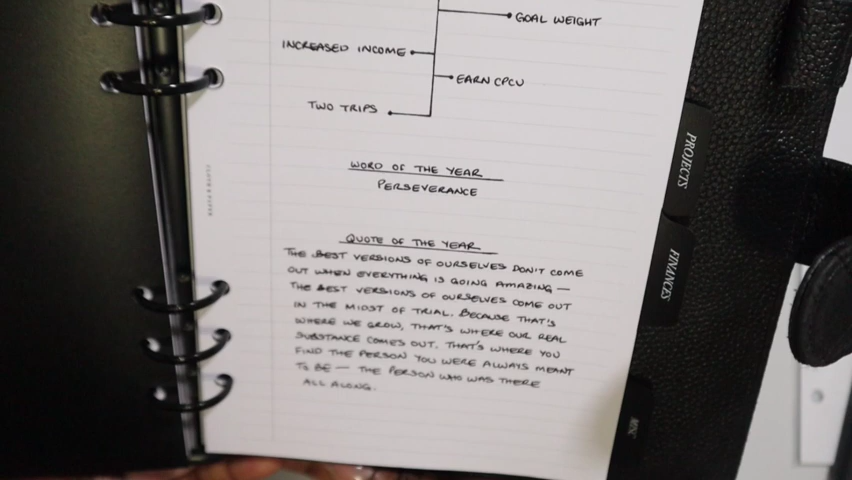 GOAL WEIGHT
INCREASED INCOME
EARN CPCU
TWO TRIPS
WORD OF THE YEAR
PERSEVERANCE
QUOTE OF THE YEAR
THE BEST VERSIONS OF OURSELVES DON'T COME
OUT WHEN EVERYTHING IS GOING AMAZING —
THE BEST VERSIONS OF OURSELVES COME OUT
IN THE MIDST OF TRIAL. BECAUSE THAT'S
WHERE WE GROW, THAT'S WHERE OUR REAL
SUBSTANCE COMES OUT. THAT'S WHERE YOU
FIND THE PERSON YOU WERE ALWAYS MEANT
TO BE — THE PERSON WHO WAS THERE
ALL ALONG.
PROJECTS
FINANCES